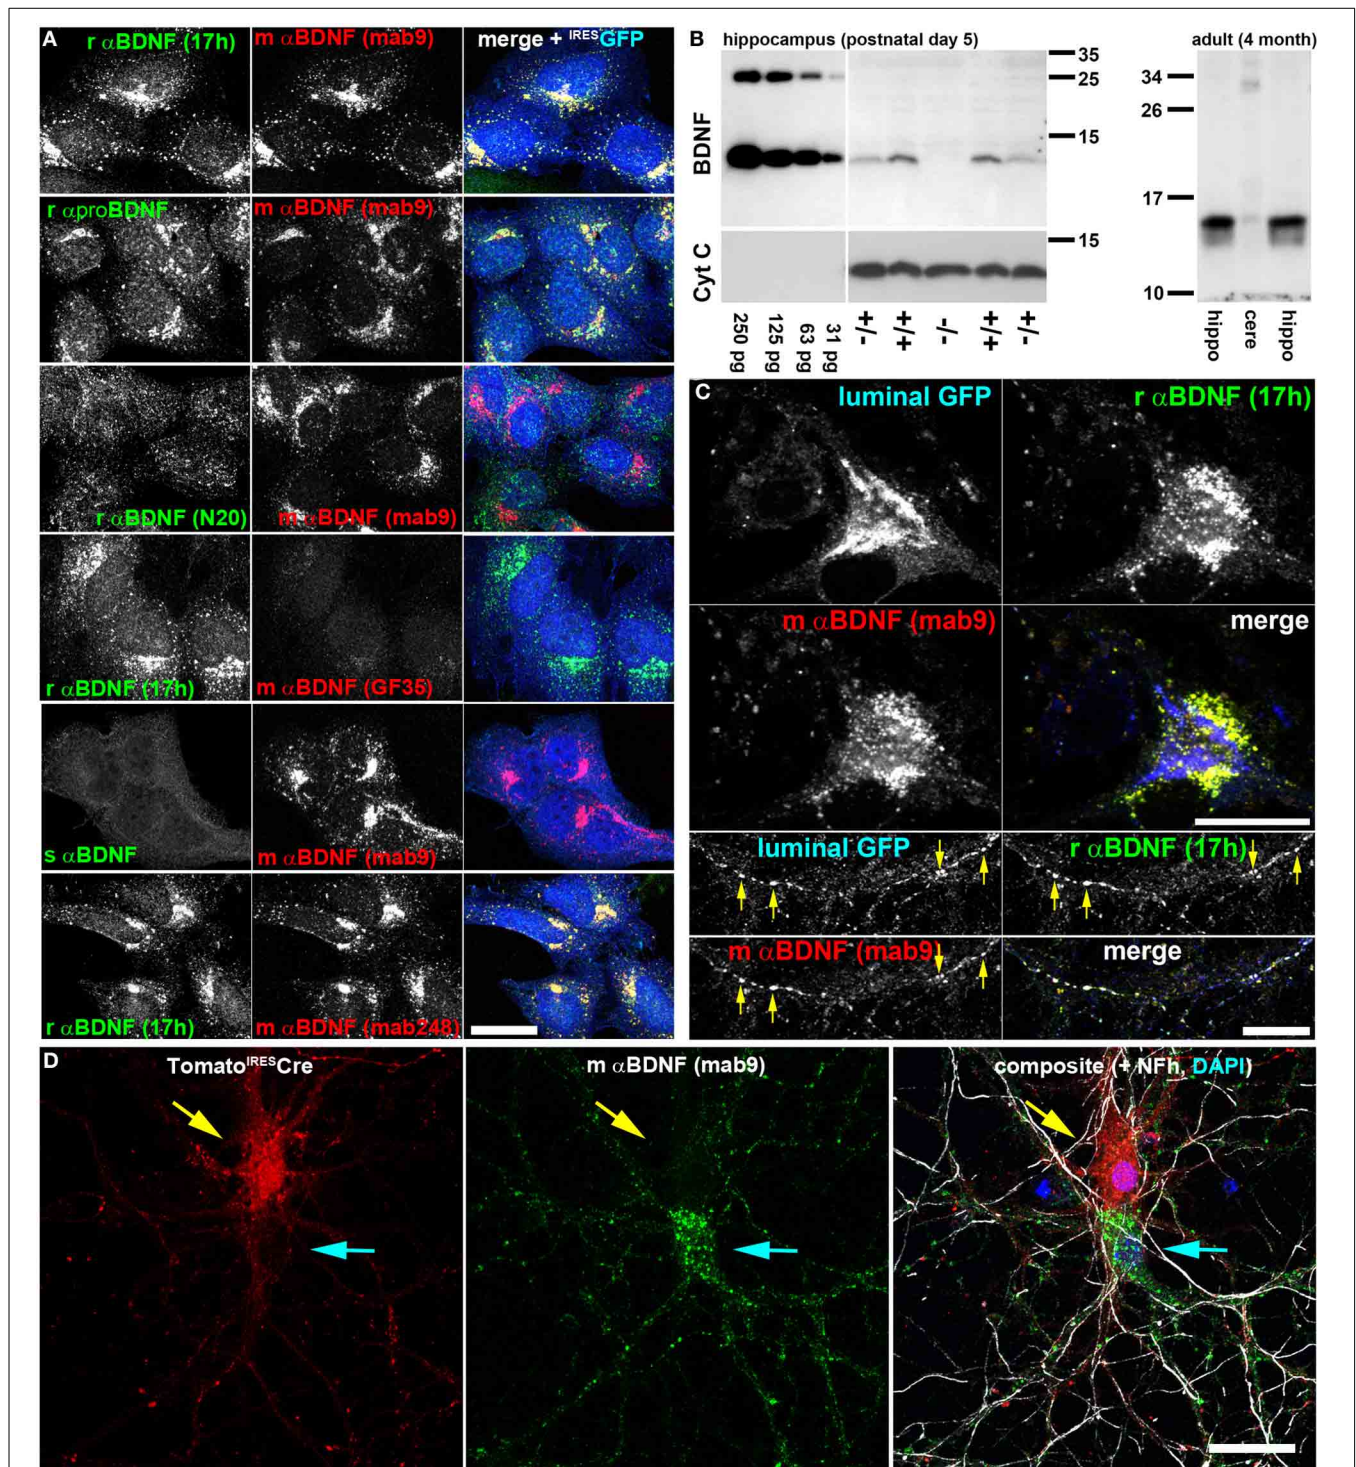 A
r αBDNF (17h)
m αBDNF (mab9)
merge + IRESGFP
r αproBDNF
m αBDNF (mab9)
r αBDNF (N20)
m αBDNF (mab9)
r αBDNF (17h)
m αBDNF (GF35)
s αBDNF
m αBDNF (mab9)
r αBDNF (17h)
m αBDNF (mab248)
B
hippocampus (postnatal day 5)
adult (4 month)
BDNF
35
25
15
Cyt C
15
250 pg
125 pg
63 pg
31 pg
+/-
+/+
-/-
+/+
+/-
34
26
17
10
hippo
cere
hippo
C
luminal GFP
r αBDNF (17h)
m αBDNF (mab9)
merge
luminal GFP
r αBDNF (17h)
m αBDNF (mab9)
merge
D
TomatoIRESCre
m αBDNF (mab9)
composite (+ NFh, DAPI)